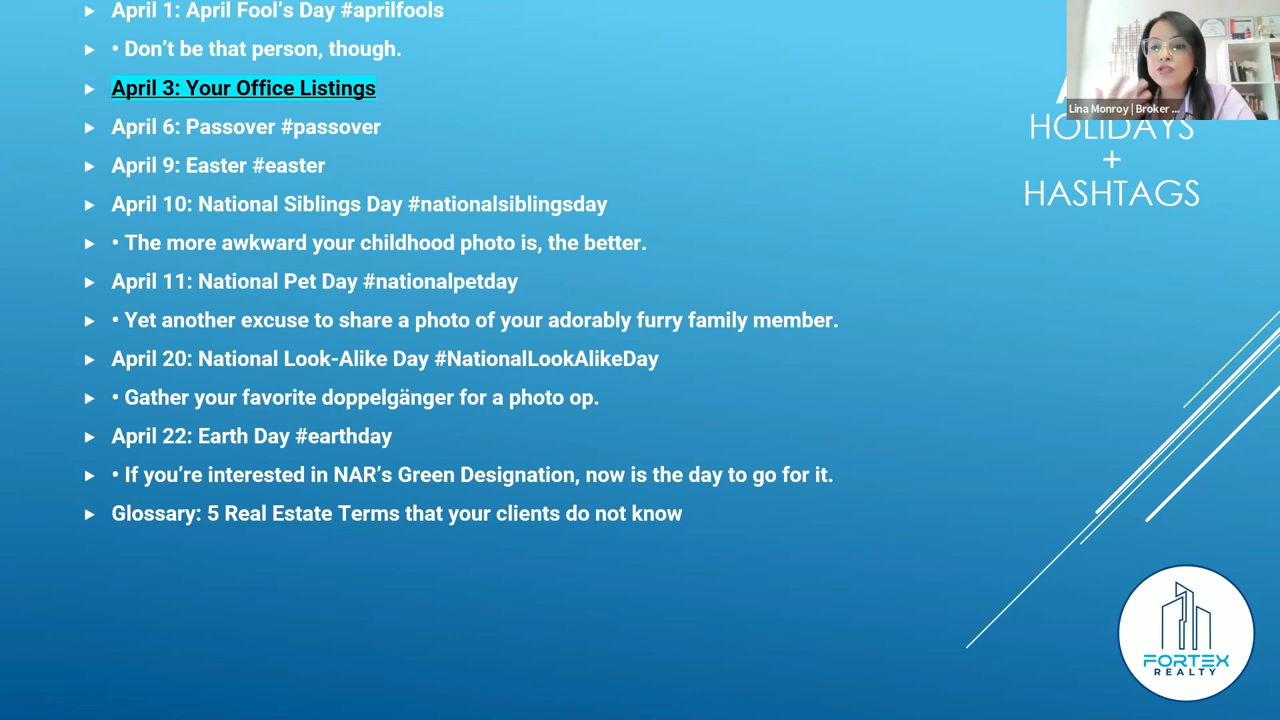 April 1: April Fool’s Day #aprilfools
• Don’t be that person, though.
April 3: Your Office Listings
April 6: Passover #passover
April 9: Easter #easter
April 10: National Siblings Day #nationalsiblingsday
• The more awkward your childhood photo is, the better.
April 11: National Pet Day #nationalpetday
• Yet another excuse to share a photo of your adorably furry family member.
April 20: National Look-Alike Day #NationalLookAlikeDay
• Gather your favorite doppelgänger for a photo op.
April 22: Earth Day #earthday
• If you’re interested in NAR’s Green Designation, now is the day to go for it.
Glossary: 5 Real Estate Terms that your clients do not know
Lina Monroy | Broker ...
HOLIDAYS
+
HASHTAGS
FORTEX
REALTY